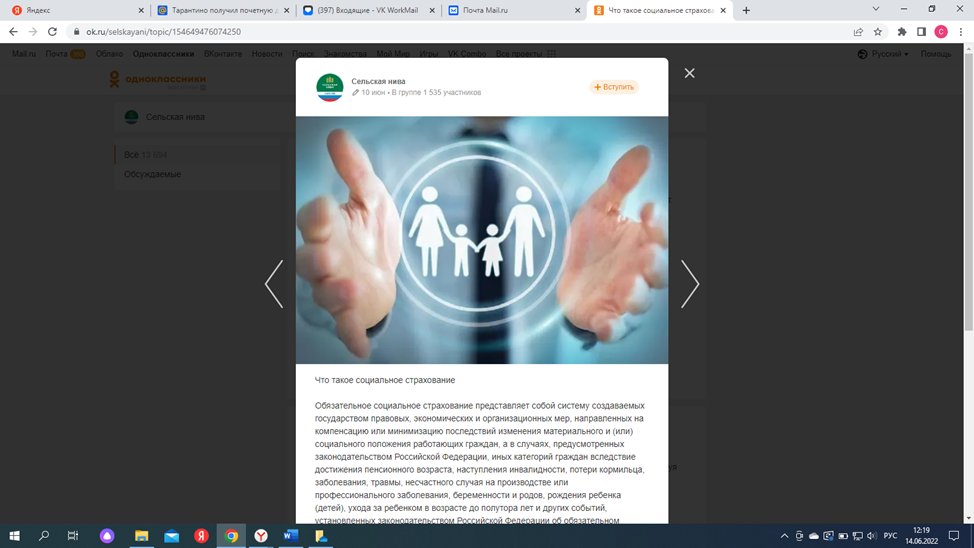 Яндекс
Тарантино получил почетную д
(397) Входящие - VK WorkMail
Почта Mail.ru
Что такое социальное страхова
ok.ru/selskayani/topic/154649476074250
Mail.ru Почта Облако Одноклассники ВКонтакте Новости Поиск Знакомства Мой Мир Игры VK Combo Все проекты
Русский Помощь
одноклассники
Сельская нива
Всё 13 694
Обсуждаемые
Сельская нива
10 июн • В группе 1 535 участников
+ Вступить
Что такое социальное страхование
Обязательное социальное страхование представляет собой систему создаваемых
государством правовых, экономических и организационных мер, направленных на
компенсацию или минимизацию последствий изменения материального и (или)
социального положения работающих граждан, а в случаях, предусмотренных
законодательством Российской Федерации, иных категорий граждан вследствие
достижения пенсионного возраста, наступления инвалидности, потери кормильца,
заболевания, травмы, несчастного случая на производстве или
профессионального заболевания, беременности и родов, рождения ребенка
(детей), ухода за ребенком в возрасте до полутора лет и других событий,
установленных законодательством Российской Федерации об обязательном
РУС
12:19
14.06.2022